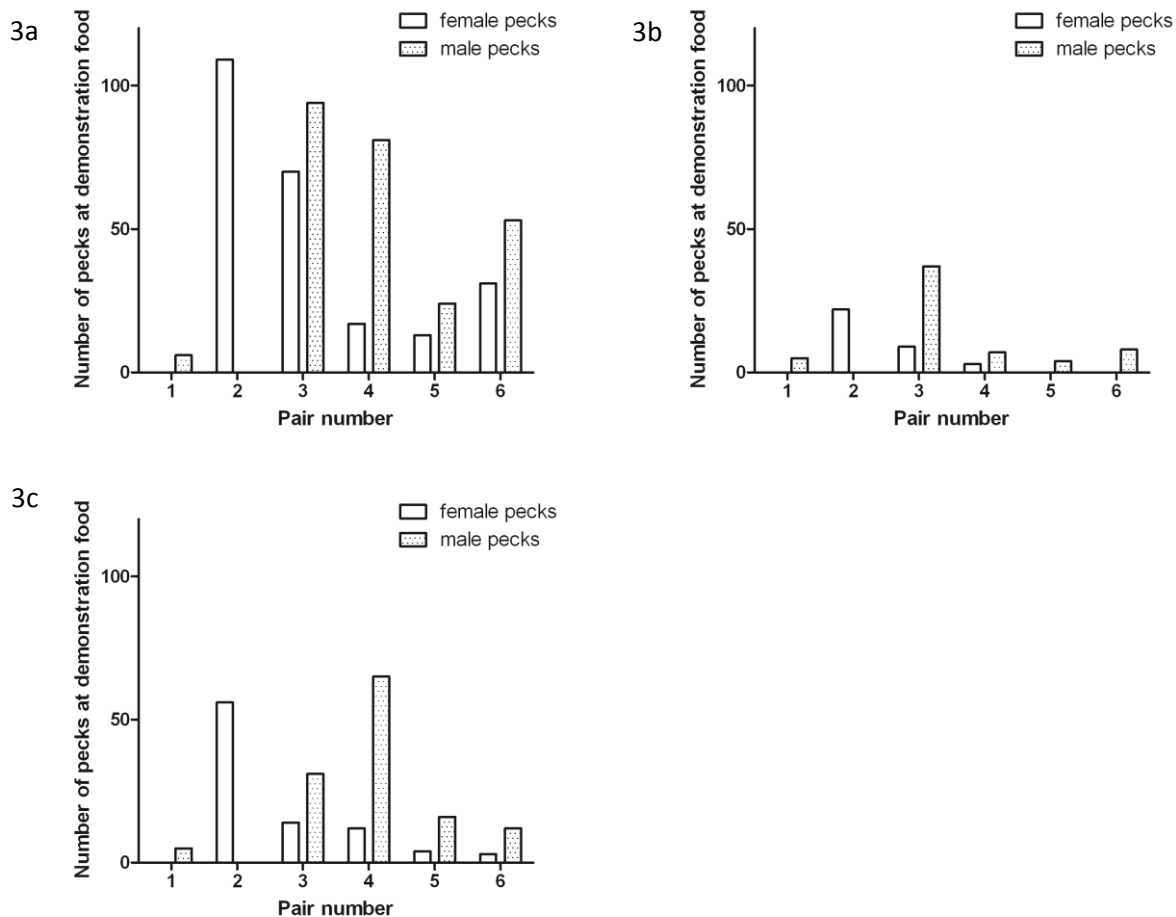 3a
female pecks
male pecks
Number of pecks at demonstration food
100
50
0
1 2 3 4 5 6
Pair number
3b
female pecks
male pecks
Number of pecks at demonstration food
100
50
0
1 2 3 4 5 6
Pair number
3c
female pecks
male pecks
Number of pecks at demonstration food
100
50
0
1 2 3 4 5 6
Pair number